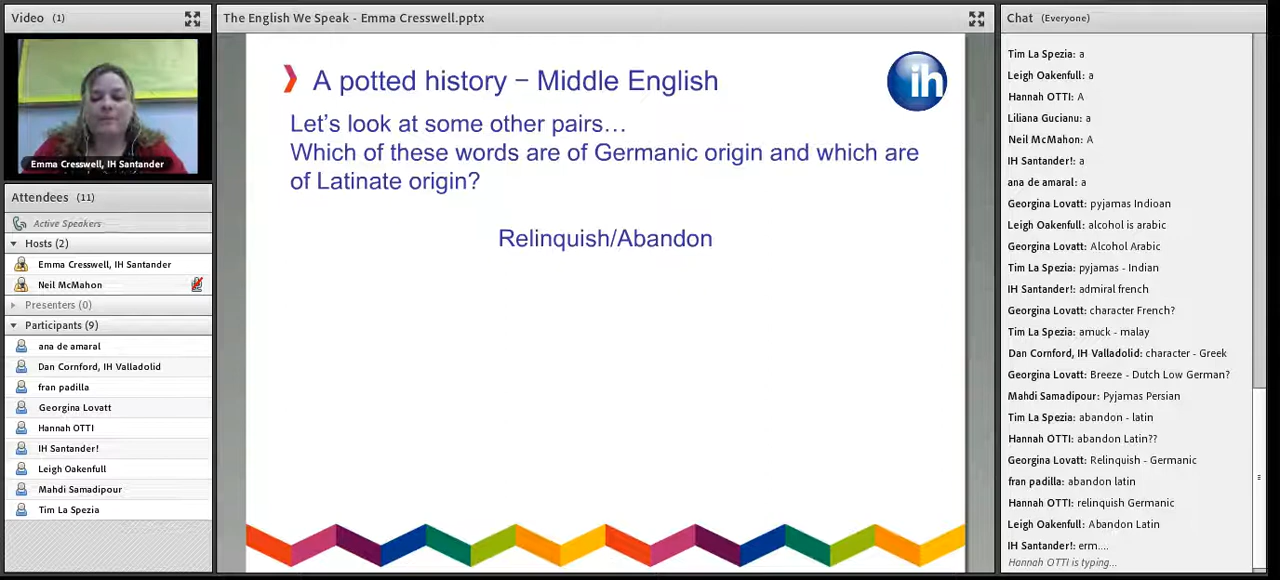 Video (1)
Emma Cresswell, IH Santander
Attendees (11)
Active Speakers
Hosts (2)
Emma Cresswell, IH Santander
Neil McMahon
Presenters (0)
Participants (9)
ana de amaral
Dan Cornford, IH Valladolid
fran padilla
Georgina Lovatt
Hannah OTTI
IH Santander!
Leigh Oakenfull
Mahdi Samadipour
Tim La Spezia
The English We Speak - Emma Cresswell.pptx
A potted history – Middle English
ih
Let's look at some other pairs…
Which of these words are of Germanic origin and which are
of Latinate origin?
Relinquish/Abandon
Chat (Everyone)
Tim La Spezia: a
Leigh Oakenfull: a
Hannah OTTI: A
Liliana Gucianu: a
Neil McMahon: A
IH Santander!: a
ana de amaral: a
Georgina Lovatt: pyjamas Indioan
Leigh Oakenfull: alcohol is arabic
Georgina Lovatt: Alcohol Arabic
Tim La Spezia: pyjamas - Indian
IH Santander!: admiral french
Georgina Lovatt: character French?
Tim La Spezia: amuck - malay
Dan Cornford, IH Valladolid: character - Greek
Georgina Lovatt: Breeze - Dutch Low German?
Mahdi Samadipour: Pyjamas Persian
Tim La Spezia: abandon - latin
Hannah OTTI: abandon Latin??
Georgina Lovatt: Relinquish - Germanic
fran padilla: abandon latin
Hannah OTTI: relinquish Germanic
Leigh Oakenfull: Abandon Latin
IH Santander!: erm....
Hannah OTTI is typing...